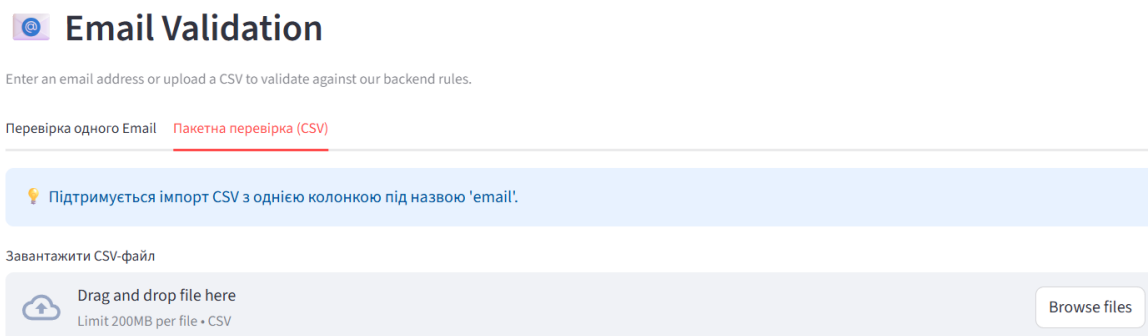 Email Validation
Enter an email address or upload a CSV to validate against our backend rules.
Перевірка одного Email Пакетна перевірка (CSV)
Підтримується імпорт CSV з однією колонкою під назвою 'email'.
Завантажити CSV-файл
Drag and drop file here
Limit 200MB per file • CSV
Browse files